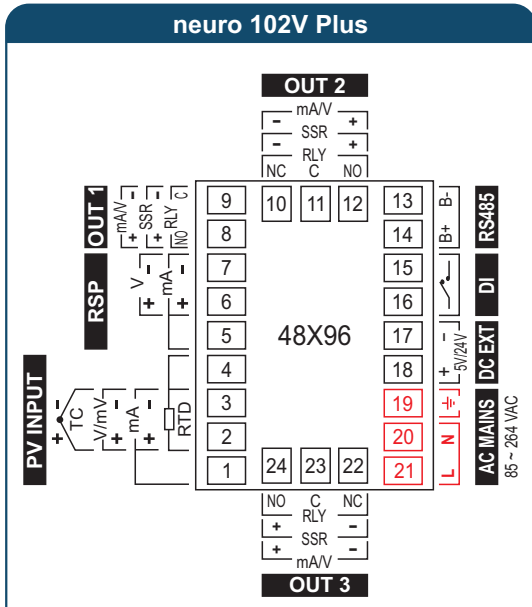 neuro 102V Plus
OUT 2
mA/V
- +
SSR
- +
RLY
NC C NO
OUT 1
mA/V + -
SSR + -
RLY NO C
RSP
V + -
mA + -
PV INPUT
+ -
TC
V/mV + -
mA + -
RTD
9
8
7
6
5
4
3
2
1
10 11 12
48X96
24 23 22
13
14
15
16
17
18
19
20
21
B-
B+
RS485
DI
-
+
5V/24V
DC EXT
N
L
AC MAINS
85 ~ 264 VAC
NO C NC
RLY
+ -
SSR
+ -
mA/V
OUT 3